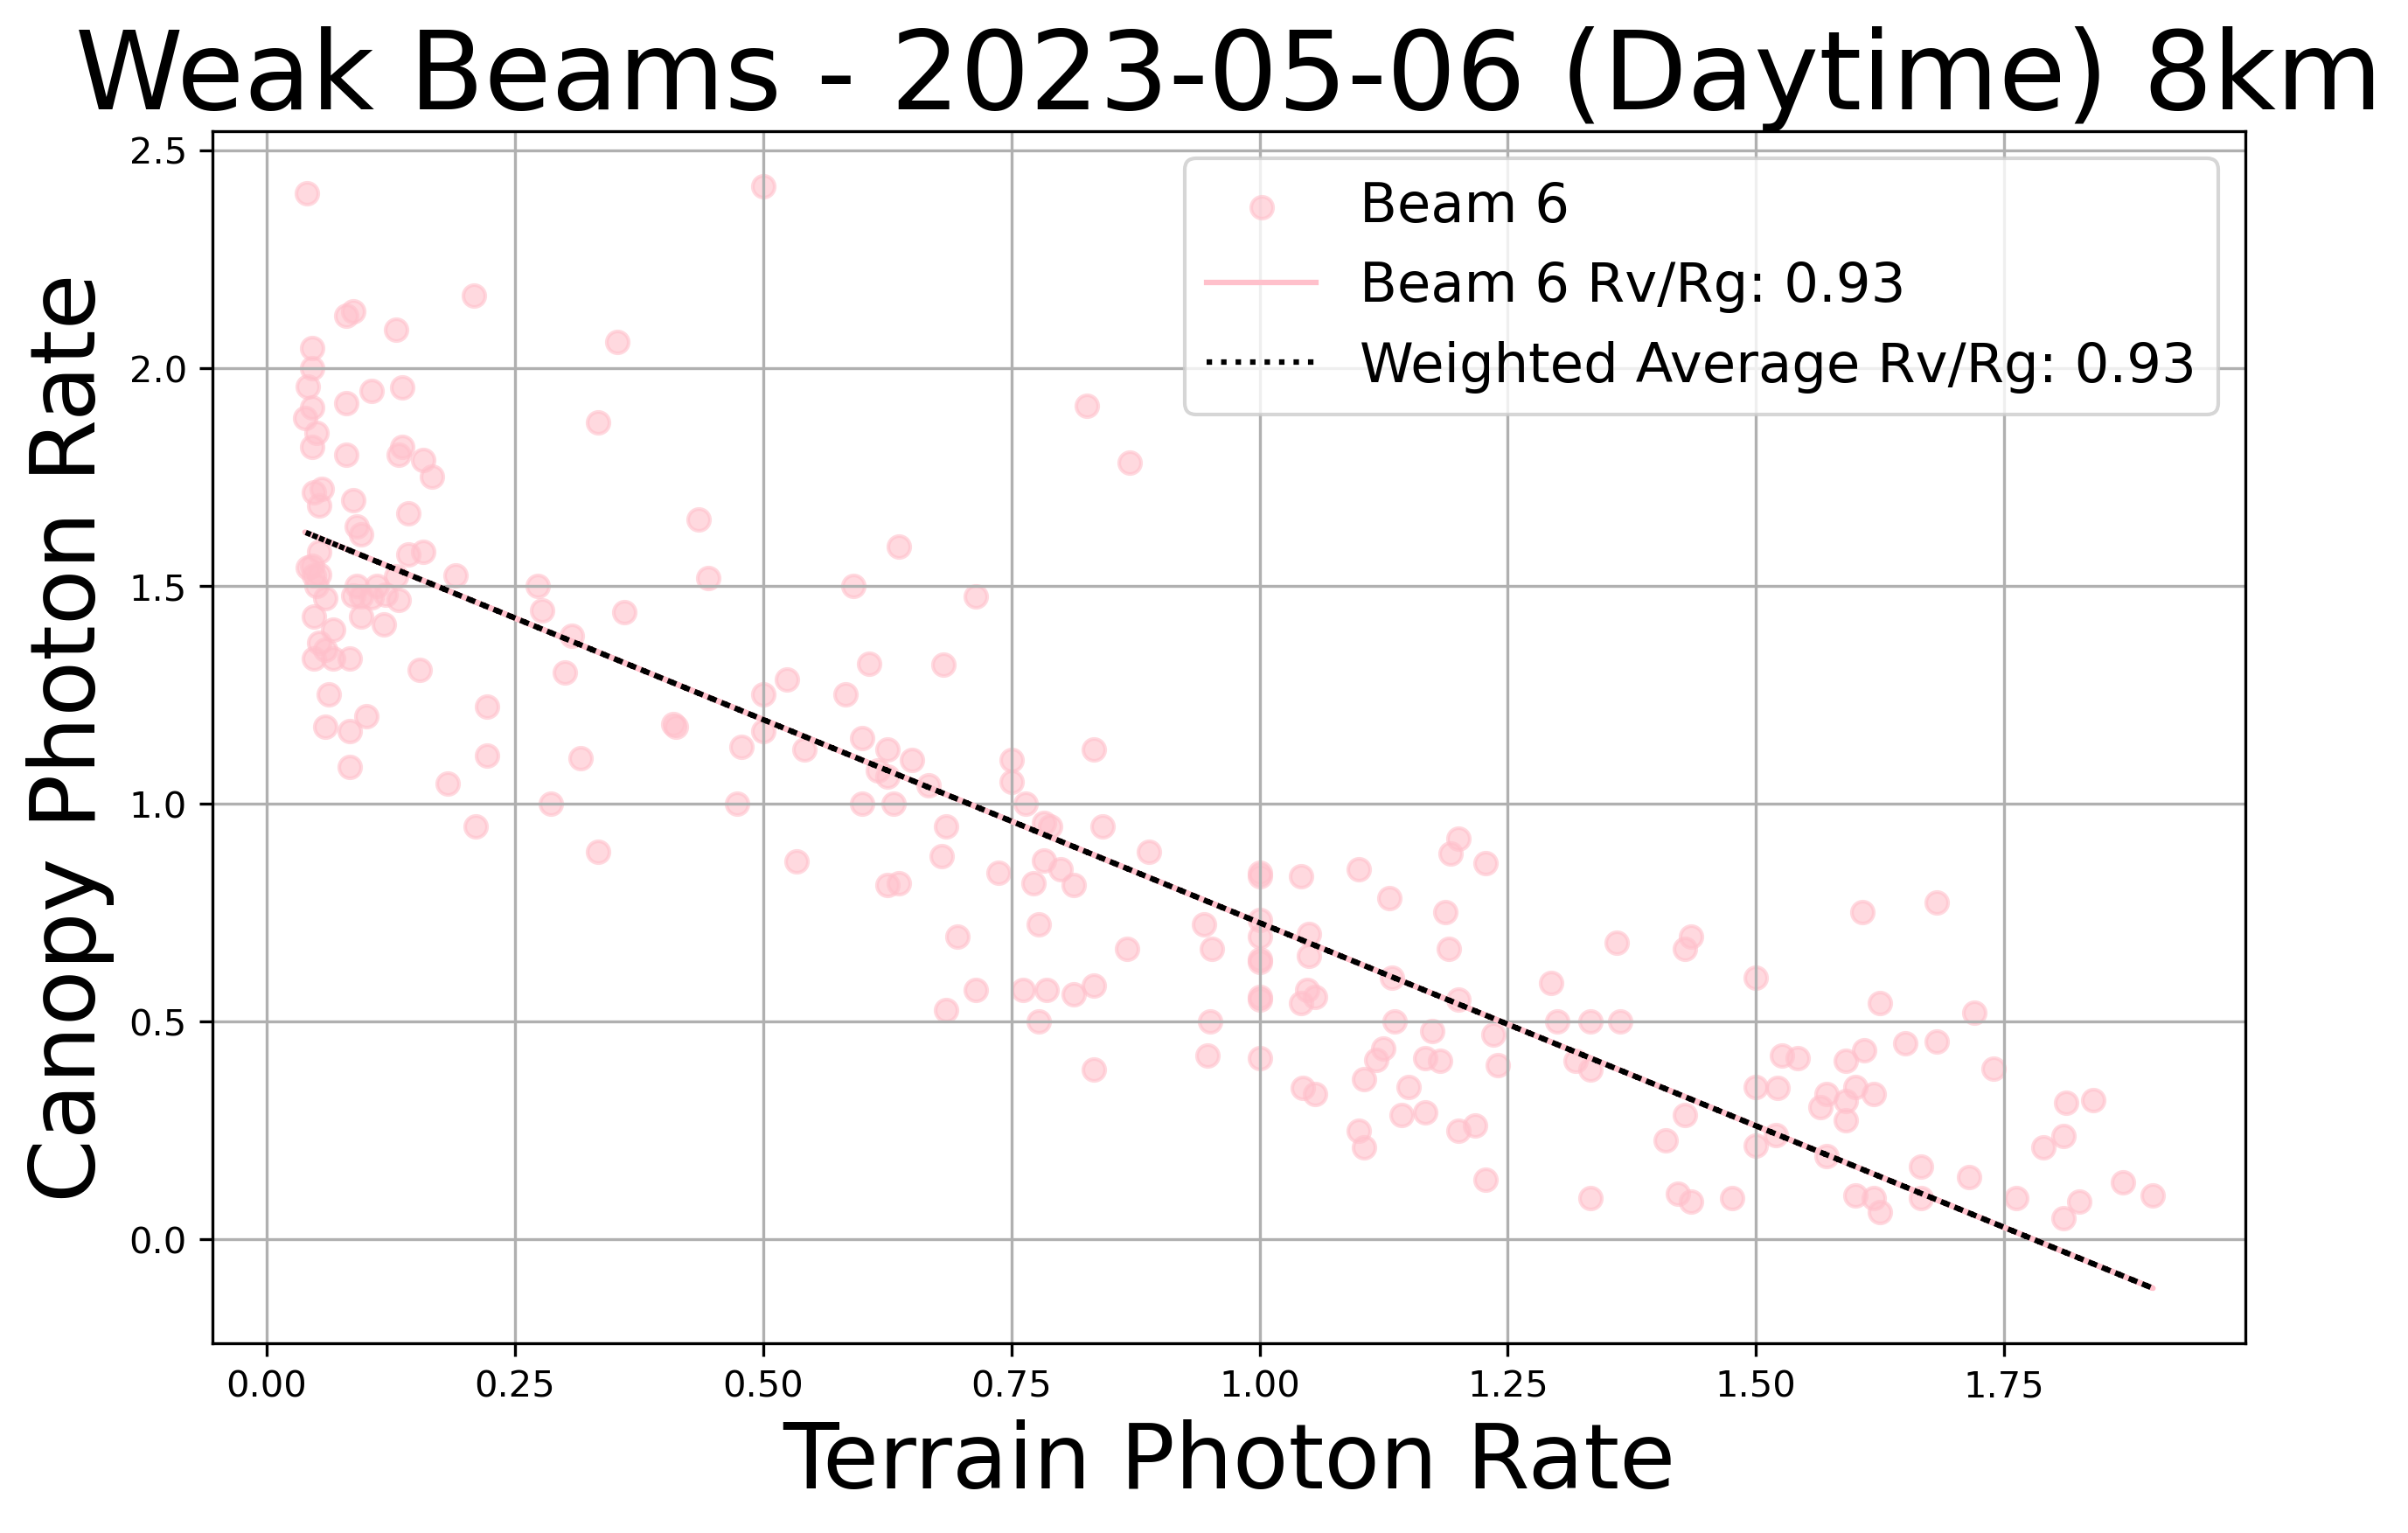 Weak Beams - 2023-05-06 (Daytime) 8km
Beam 6
Beam 6 Rv/Rg: 0.93
Weighted Average Rv/Rg: 0.93
Canopy Photon Rate
2.5
2.0
1.5
1.0
0.5
0.0
0.00 0.25 0.50 0.75 1.00 1.25 1.50 1.75
Terrain Photon Rate